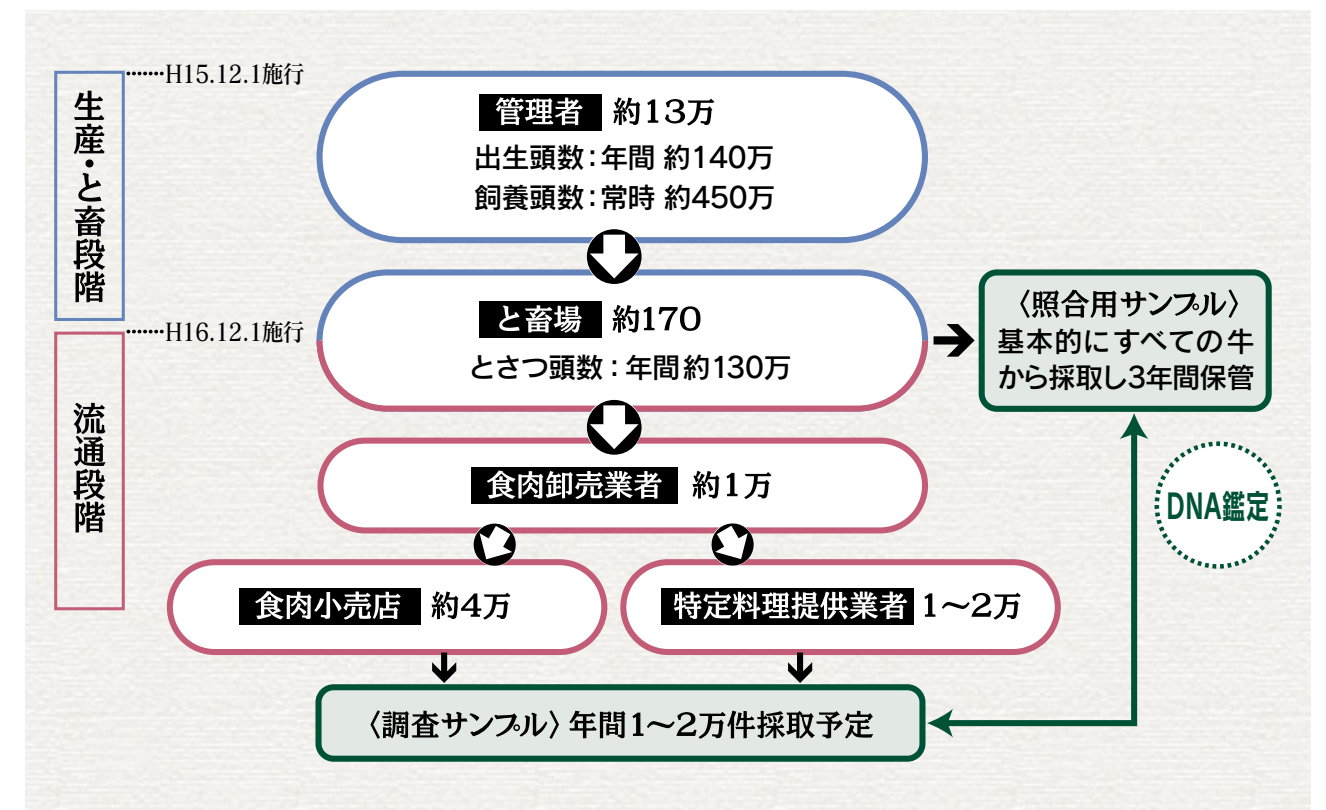 生産・と畜段階
……H15.12.1施行
管理者 約13万
出生頭数：年間 約140万
飼養頭数：常時 約450万
流通段階
……H16.12.1施行
と畜場 約170
とさつ頭数：年間約130万
〈照合用サンプル〉
基本的にすべての牛
から採取し3年間保管
食肉卸売業者 約1万
DNA鑑定
食肉小売店 約4万
特定料理提供業者 1～2万
〈調査サンプル〉年間1～2万件採取予定